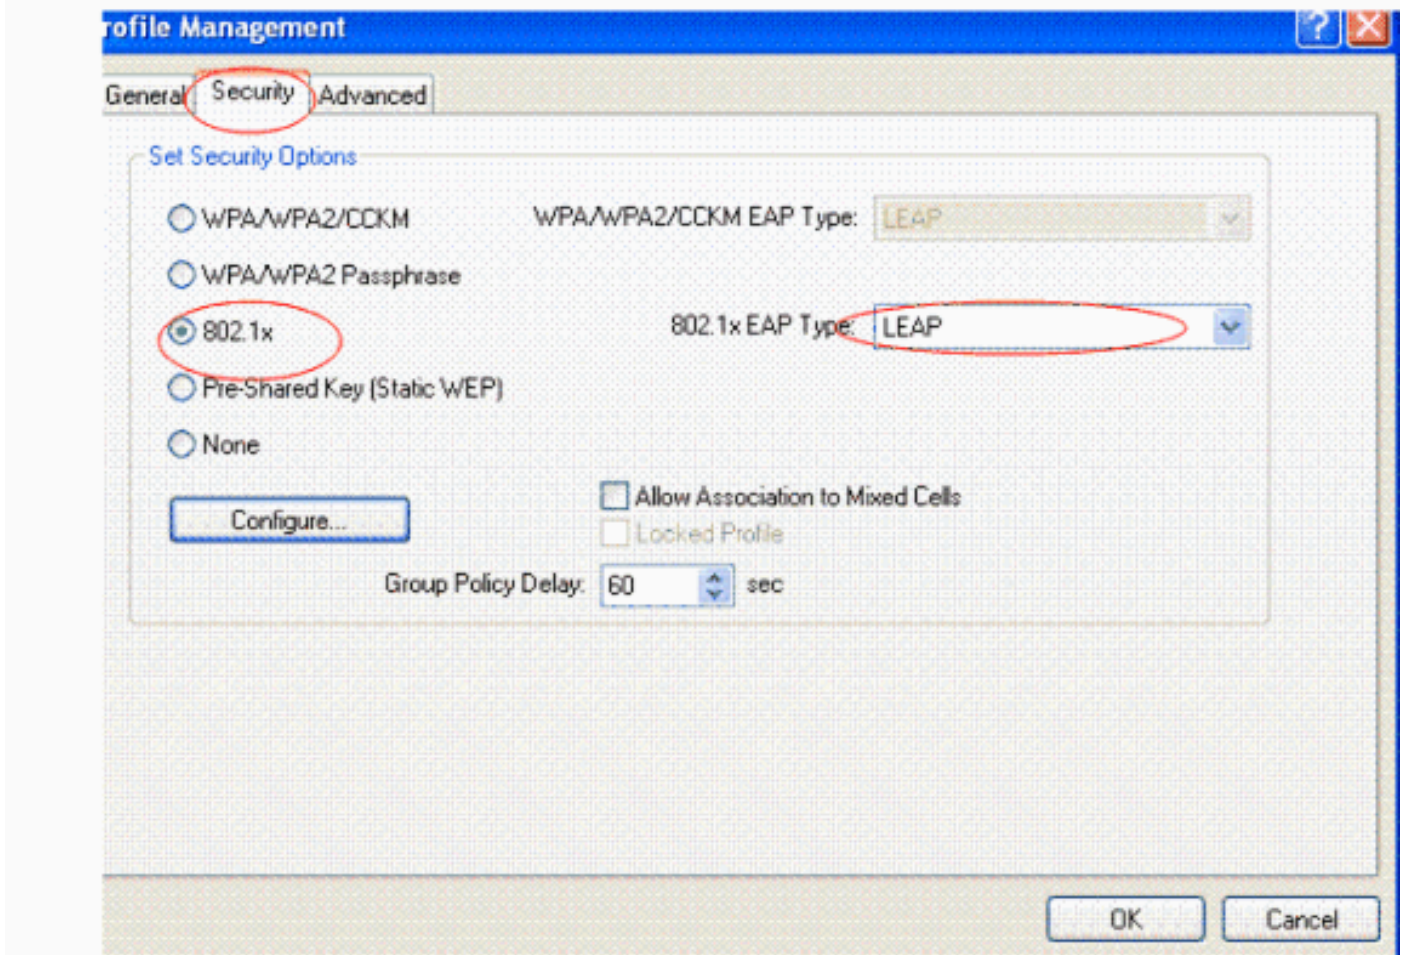 rofile Management
General Security Advanced
Set Security Options
WPA/WPA2/CCKM WPA/WPA2/CCKM EAP Type: LEAP
WPA/WPA2 Passphrase
802.1x 802.1x EAP Type: LEAP
Pre-Shared Key (Static WEP)
None
Allow Association to Mixed Cells
Configure...
Locked Profile
Group Policy Delay: 60 sec
OK Cancel